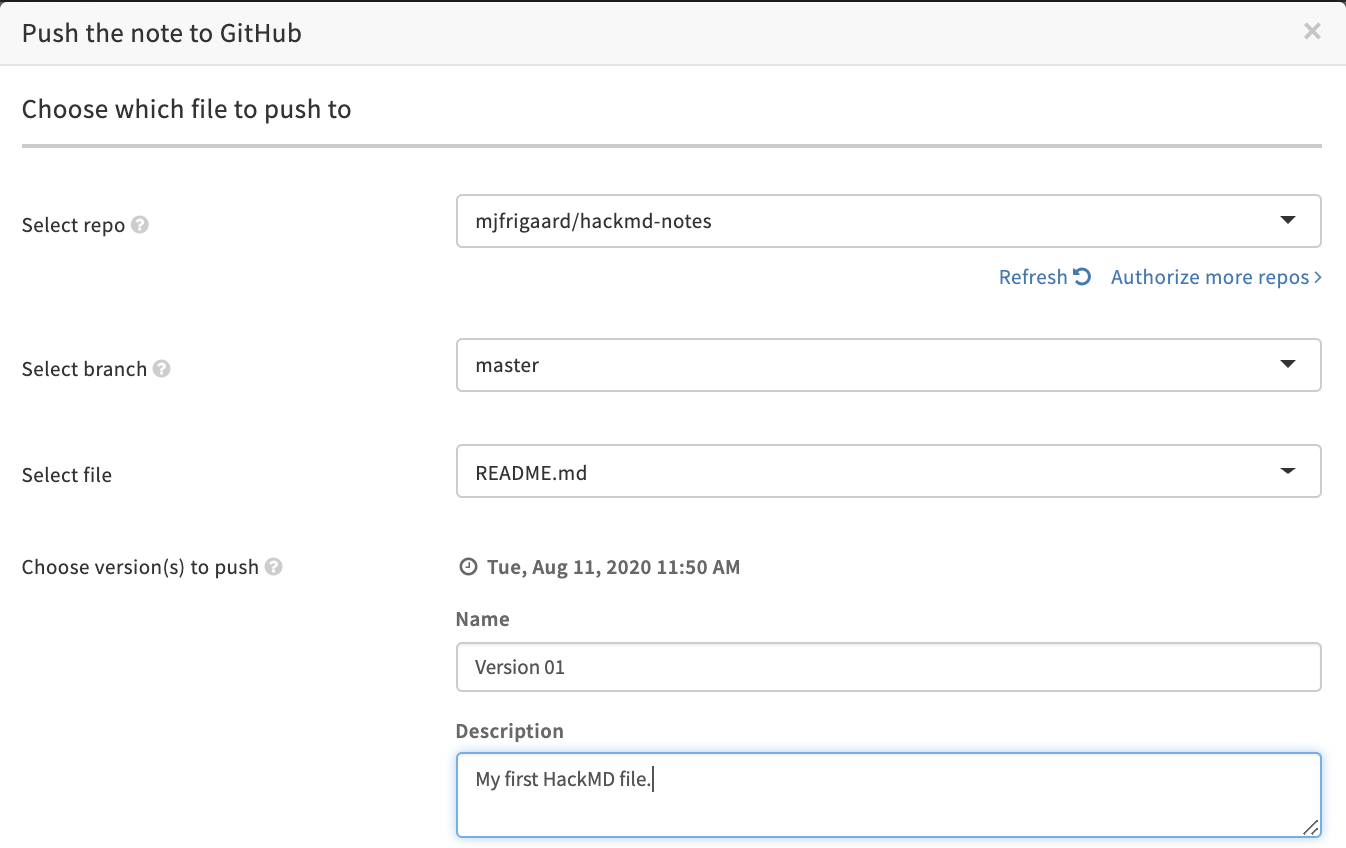 Push the note to GitHub
Choose which file to push to
Select repo
mjfrigaard/hackmd-notes
Refresh Authorize more repos
Select branch
master
Select file
README.md
Choose version(s) to push
Tue, Aug 11, 2020 11:50 AM
Name
Version 01
Description
My first HackMD file.